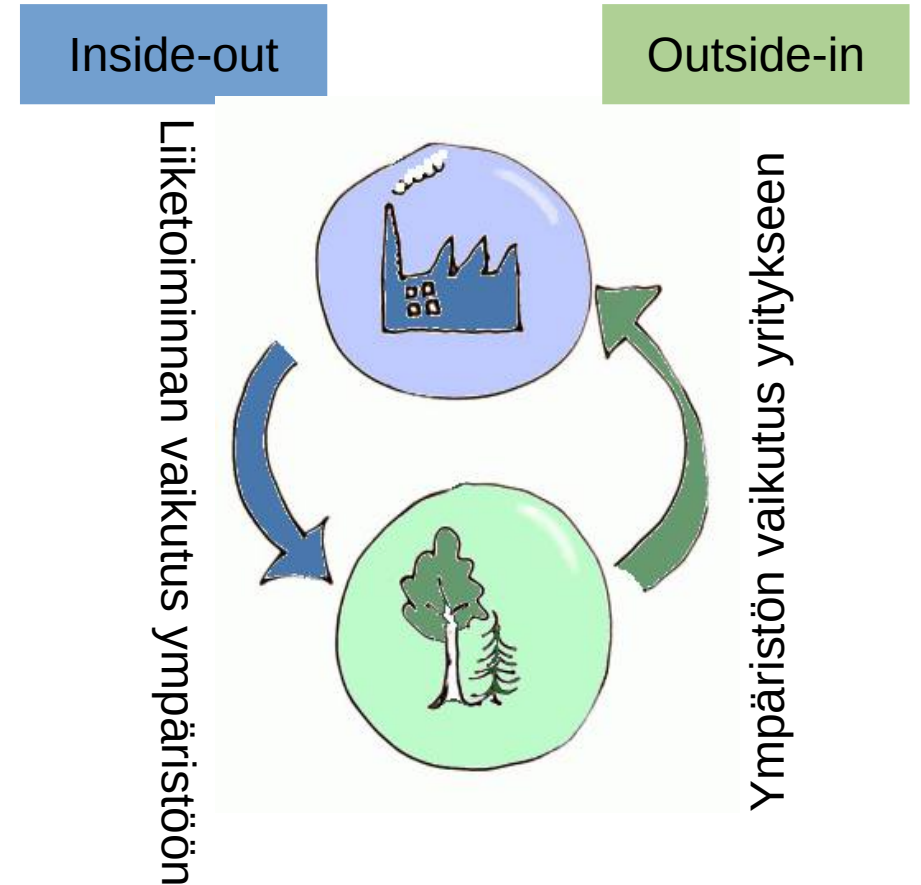 Inside-out
Outside-in
Liiketoiminnan vaikutus ympäristöön
Ympäristön vaikutus yritykseen